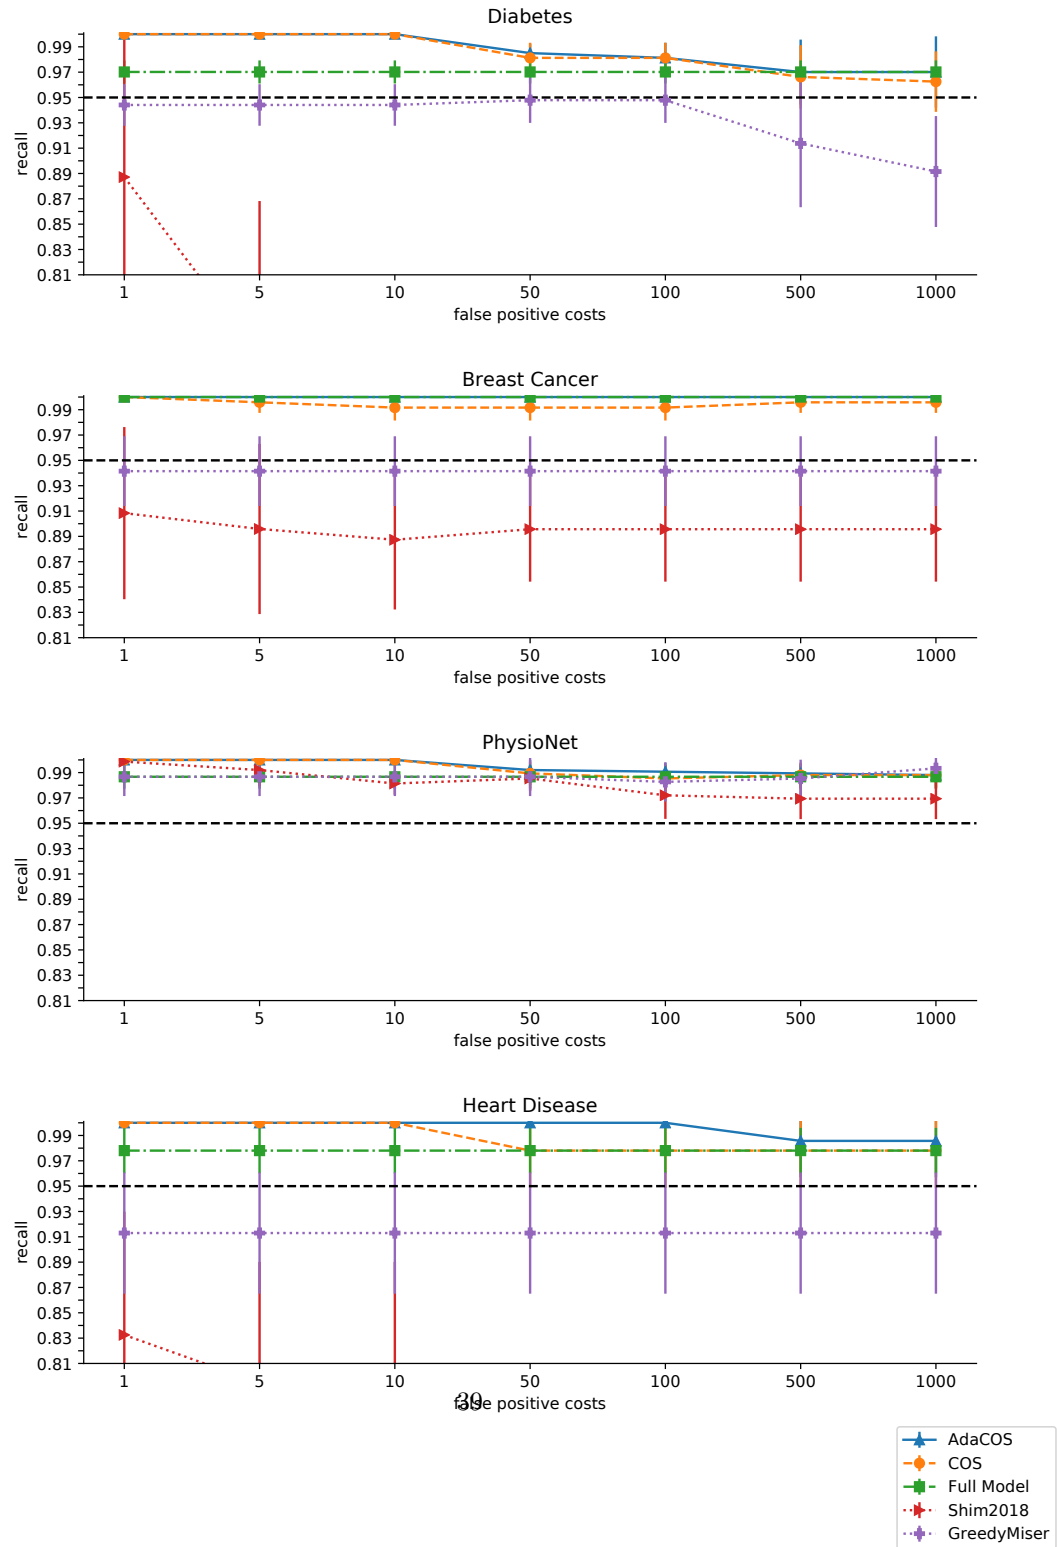 Diabetes
0.99
0.97
0.95
0.93
0.91
0.89
0.87
0.85
0.83
0.81
recall
1 5 10 50 100 500 1000
false positive costs
Breast Cancer
0.99
0.97
0.95
0.93
0.91
0.89
0.87
0.85
0.83
0.81
recall
1 5 10 50 100 500 1000
false positive costs
PhysioNet
0.99
0.97
0.95
0.93
0.91
0.89
0.87
0.85
0.83
0.81
recall
1 5 10 50 100 500 1000
false positive costs
Heart Disease
0.99
0.97
0.95
0.93
0.91
0.89
0.87
0.85
0.83
0.81
recall
1 5 10 50 100 500 1000
false positive costs
39
AdaCOS
COS
Full Model
Shim2018
GreedyMiser